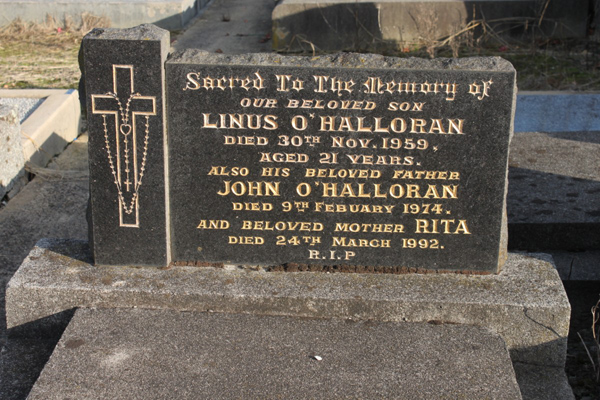 Sacred To The Memory of
OUR BELOVED SON
LINUS O'HALLORAN
DIED 30TH NOV. 1959.
AGED 21 YEARS.
ALSO HIS BELOVED FATHER
JOHN O'HALLORAN
DIED 9TH FEBUARY 1974.
AND BELOVED MOTHER RITA
DIED 24TH MARCH 1992.
R.I.P